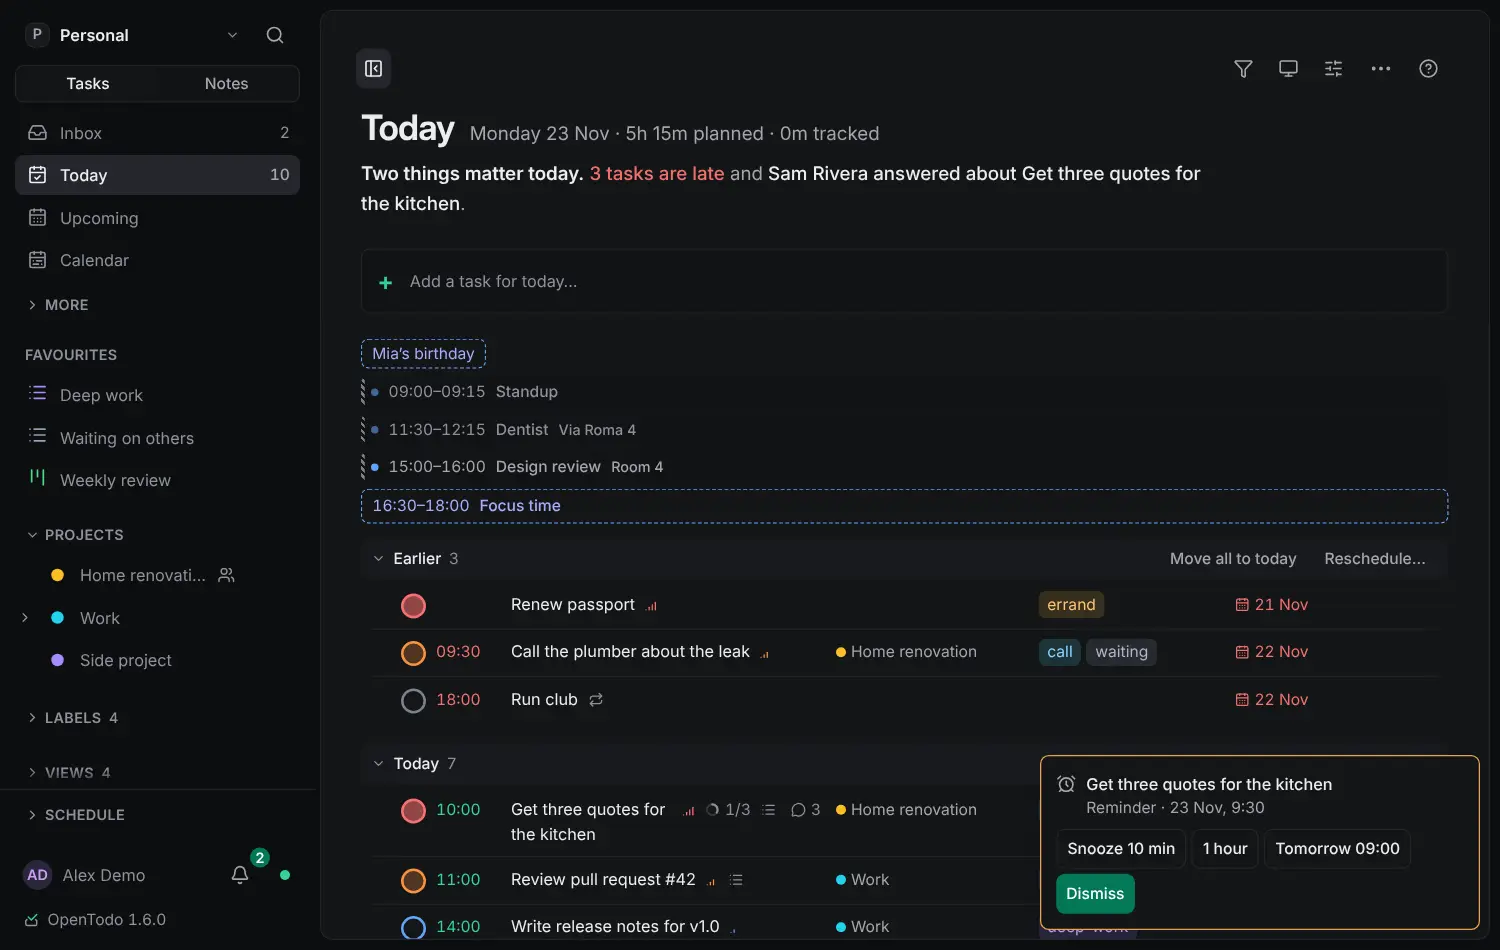 P Personal
Tasks Notes
Inbox 2
Today 10
Upcoming
Calendar
MORE
FAVOURITES
Deep work
Waiting on others
Weekly review
PROJECTS
Home renovati...
Work
Side project
LABELS 4
VIEWS 4
SCHEDULE
AD Alex Demo 2
OpenTodo 1.6.0
Today Monday 23 Nov · 5h 15m planned · 0m tracked
Two things matter today. 3 tasks are late and Sam Rivera answered about Get three quotes for
the kitchen.
+ Add a task for today...
Mia's birthday
09:00–09:15 Standup
11:30–12:15 Dentist Via Roma 4
15:00–16:00 Design review Room 4
16:30–18:00 Focus time
Earlier 3 Move all to today Reschedule...
Renew passport errand 21 Nov
09:30 Call the plumber about the leak Home renovation call waiting 22 Nov
18:00 Run club 22 Nov
Today 7
10:00 Get three quotes for 1/3 3 Home renovation
the kitchen
11:00 Review pull request #42 Work
14:00 Write release notes for v1.0 Work deep-work
Get three quotes for the kitchen
Reminder · 23 Nov, 9:30
Snooze 10 min 1 hour Tomorrow 09:00
Dismiss